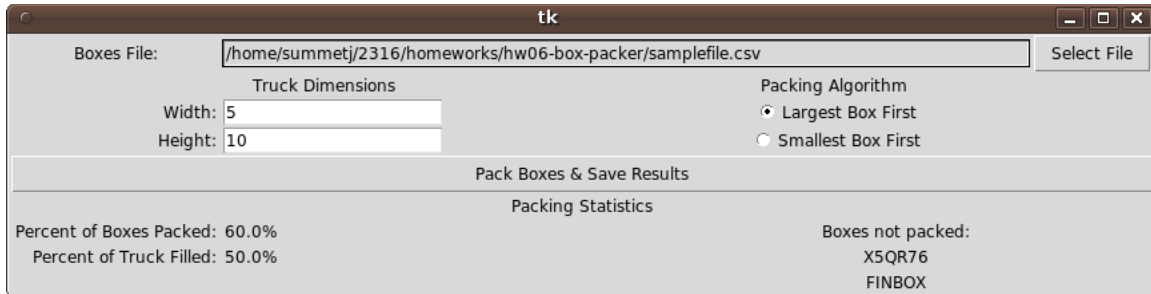 tk
Boxes File: /home/summetj/2316/homeworks/hw06-box-packer/samplefile.csv Select File
Truck Dimensions Packing Algorithm
Width: 5 Largest Box First
Height: 10 Smallest Box First
Pack Boxes & Save Results
Packing Statistics
Percent of Boxes Packed: 60.0% Boxes not packed:
Percent of Truck Filled: 50.0% X5QR76
FINBOX